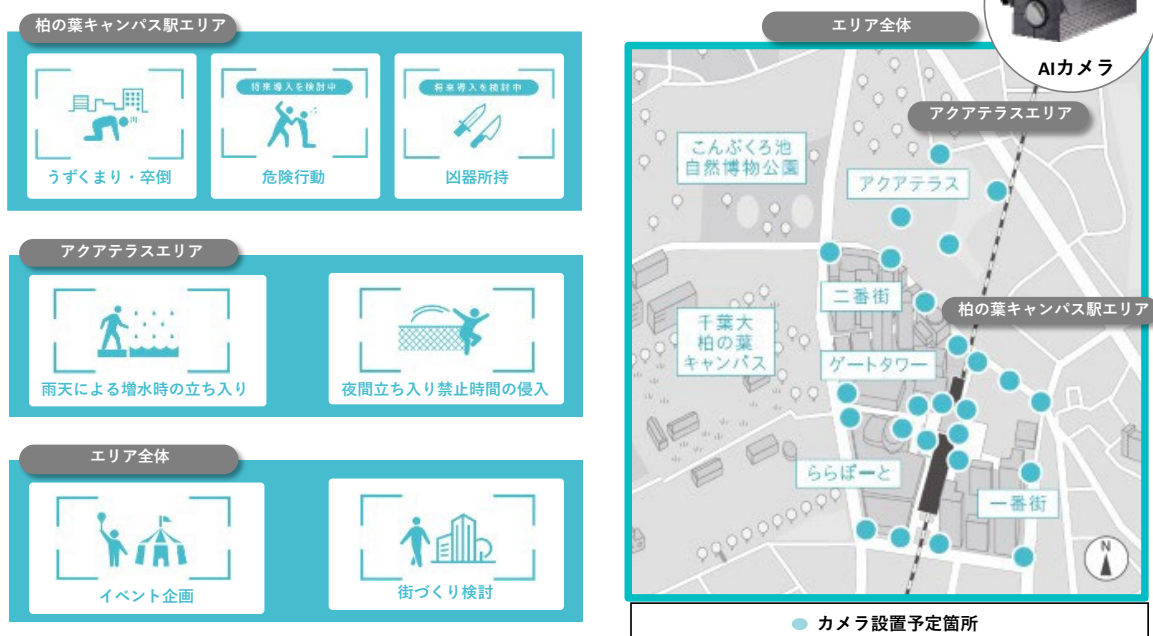 柏の葉キャンパス駅エリア
うずくまり・卒倒
将来導入を検討中
危険行動
将来導入を検討中
凶器所持
アクアテラスエリア
雨天による増水時の立ち入り
夜間立ち入り禁止時間の侵入
エリア全体
イベント企画
街づくり検討
エリア全体
AIカメラ
アクアテラスエリア
こんぶくろ池
自然博物公園
アクアテラス
二番街
柏の葉キャンパス駅エリア
千葉大
柏の葉
キャンパス
ゲートタワー
ららぽーと
一番街
N
カメラ設置予定箇所